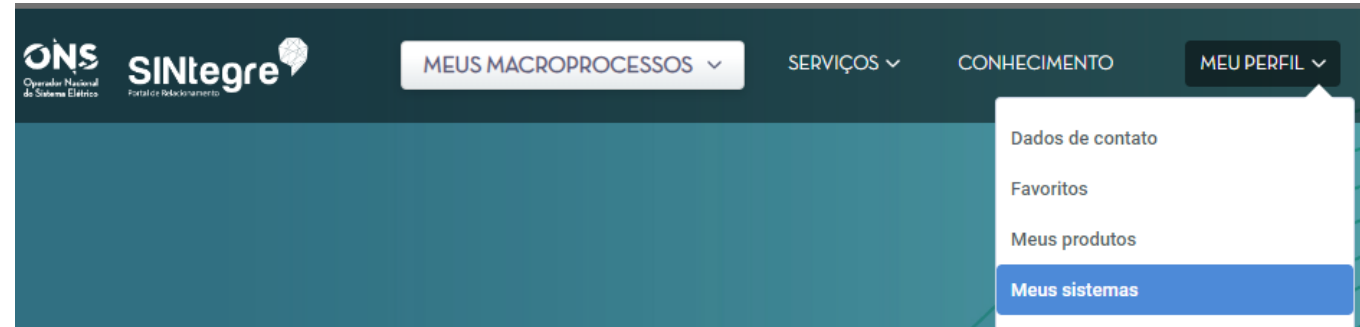 ONS
Operador Nacional
do Sistema Elétrico
SINtegre
Portal de Relacionamento
MEUS MACROPROCESSOS
SERVIÇOS
CONHECIMENTO
MEU PERFIL
Dados de contato
Favoritos
Meus produtos
Meus sistemas